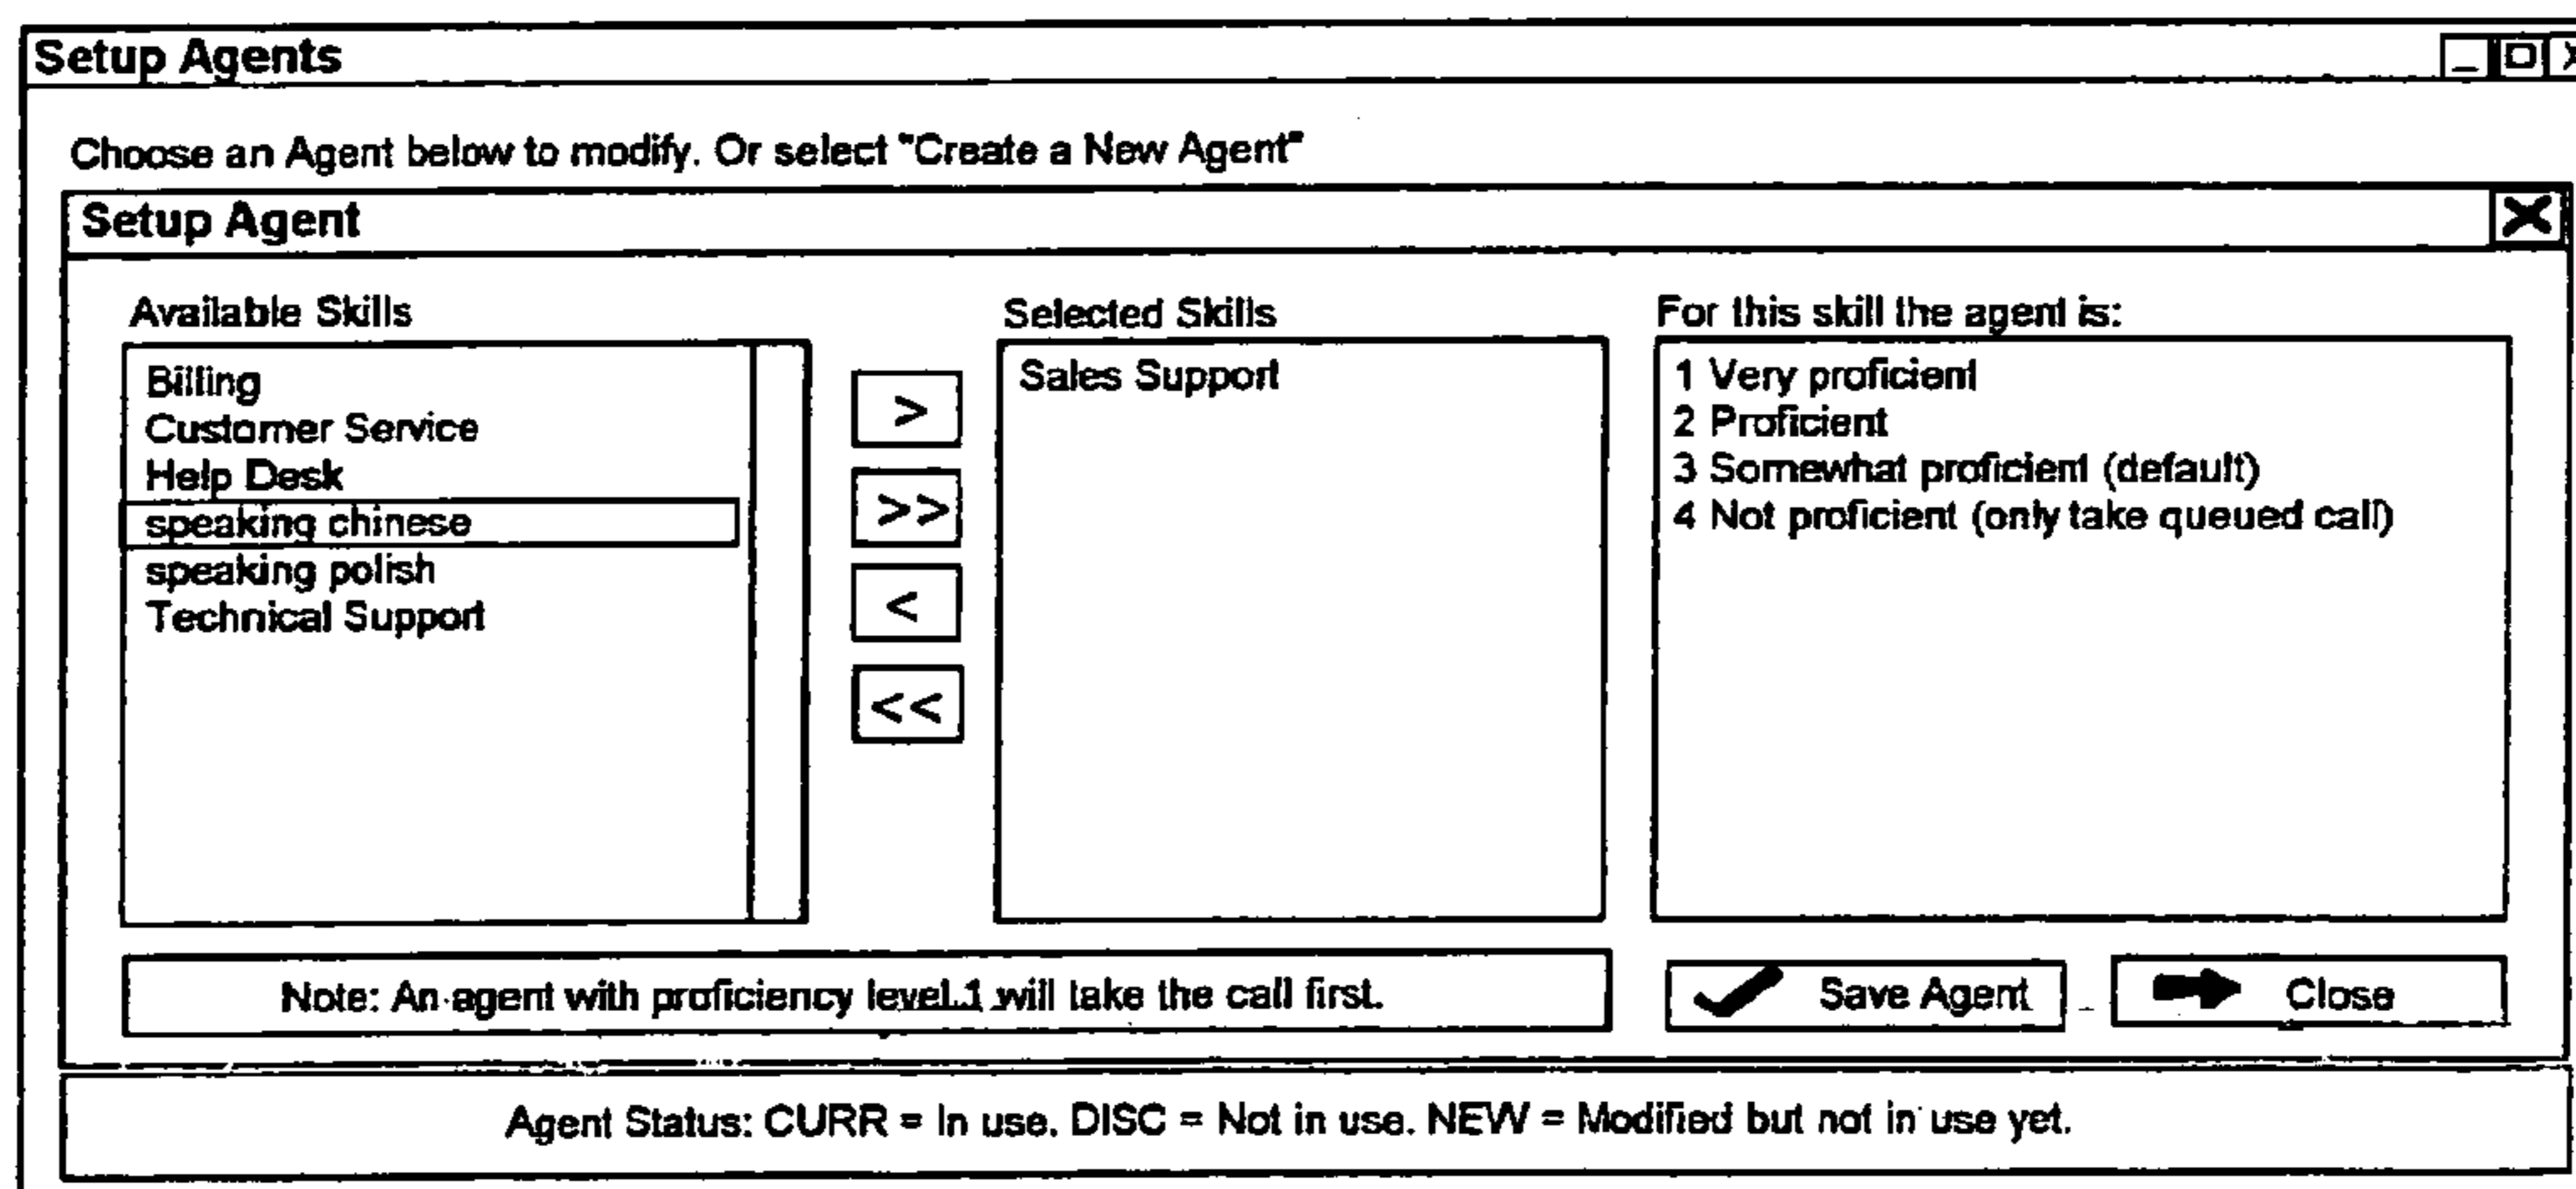 Setup Agents
Choose an Agent below to modify. Or select "Create a New Agent"
Setup Agent
Available Skills
Billing
Customer Service
Help Desk
speaking chinese
speaking polish
Technical Support
>
>>
<
<<
Selected Skills
Sales Support
For this skill the agent is:
1 Very proficient
2 Proficient
3 Somewhat proficient (default)
4 Not proficient (only take queued call)
Note: An agent with proficiency level 1 will take the call first.
Save Agent
Close
Agent Status: CURR = In use. DISC = Not in use. NEW = Modified but not in use yet.